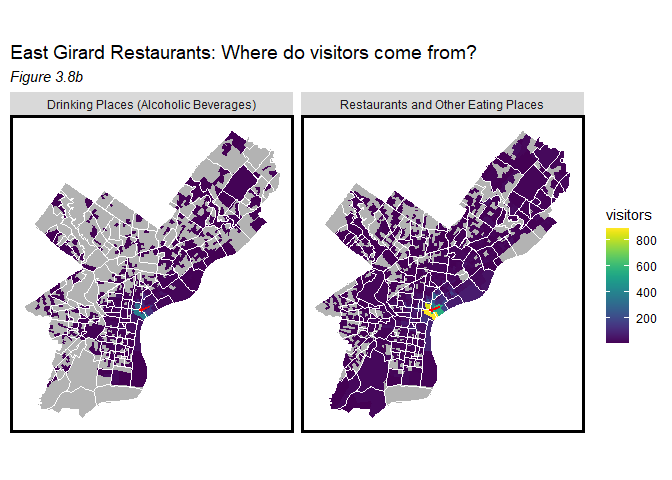 East Girard Restaurants: Where do visitors come from?
Figure 3.8b
Drinking Places (Alcoholic Beverages)
Restaurants and Other Eating Places
visitors
800
600
400
200